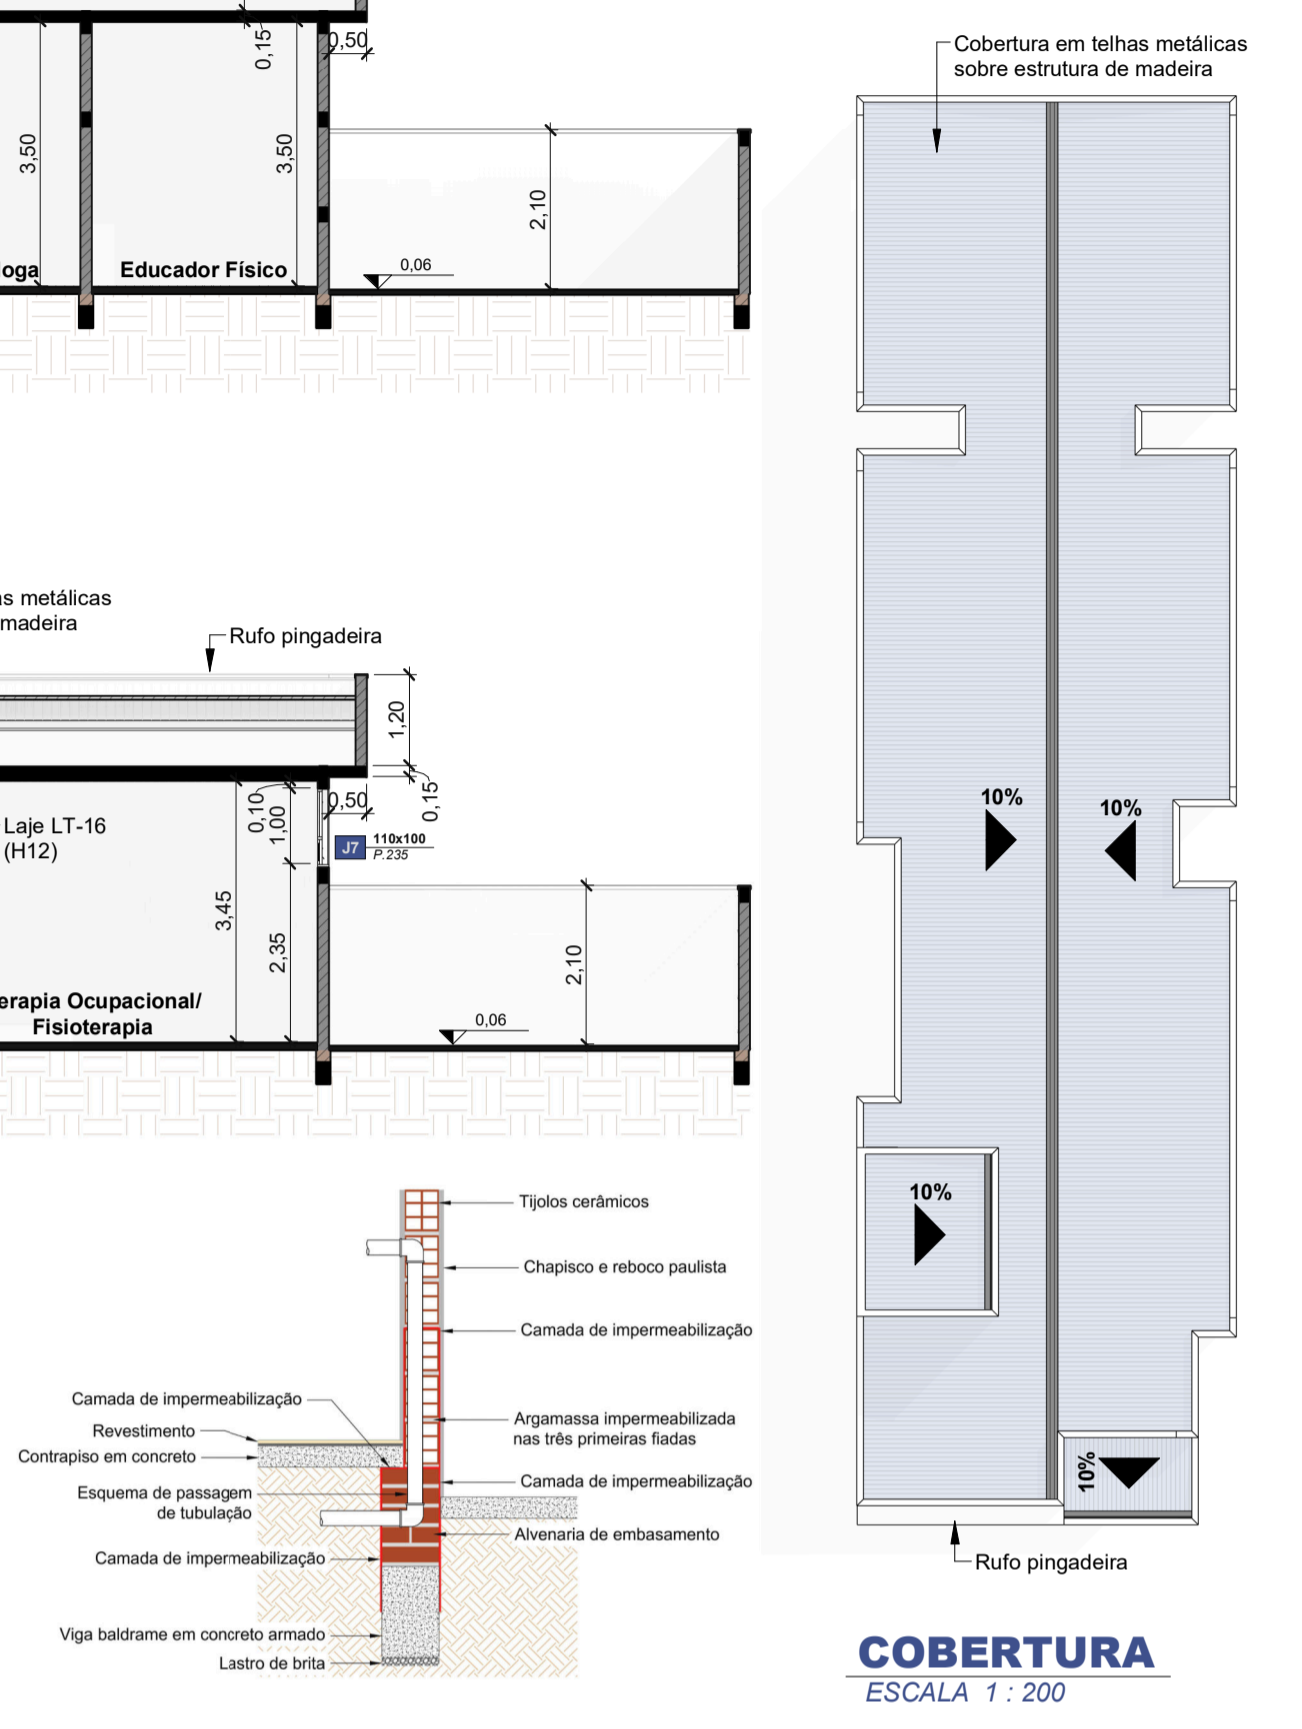 0,15
0,50
3,50
3,50
2,10
0,06
Educador Físico
Cobertura em telhas metálicas
sobre estrutura de madeira
metálicas
madeira
Rufo pingadeira
1,20
0,15
0,50
0,10
1,00
Laje LT-16
(H12)
J7
110x100
P.235
3,45
2,35
2,10
0,06
Ocupacional/
Fisioterapia
10%
10%
10%
10%
Rufo pingadeira
Tijolos cerâmicos
Chapisco e reboco paulista
Camada de impermeabilização
Camada de impermeabilização
Revestimento
Contrapiso em concreto
Argamassa impermeabilizada
nas três primeiras fiadas
Camada de impermeabilização
Esquema de passagem
de tubulação
Alvenaria de embasamento
Camada de impermeabilização
Viga baldrame em concreto armado
Lastro de brita
COBERTURA
ESCALA 1 : 200